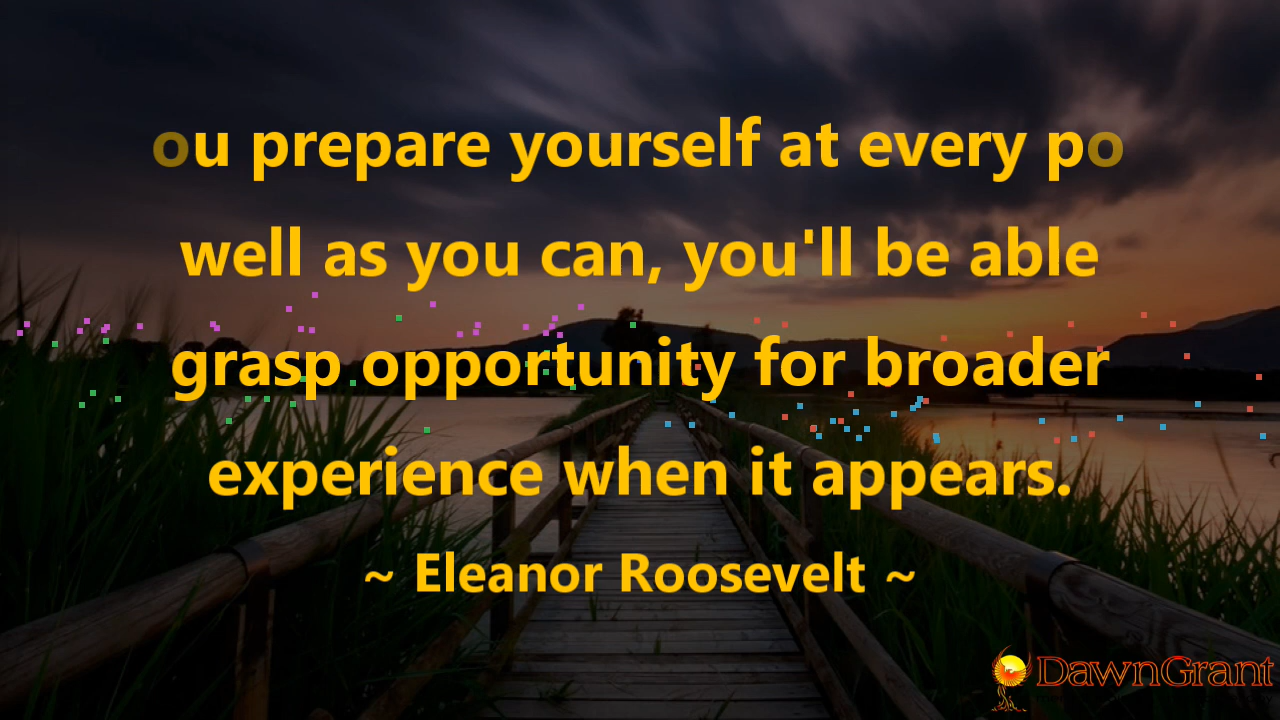 ou prepare yourself at every po
well as you can, you'll be able
grasp opportunity for broader
experience when it appears.
~ Eleanor Roosevelt ~
DawnGrant